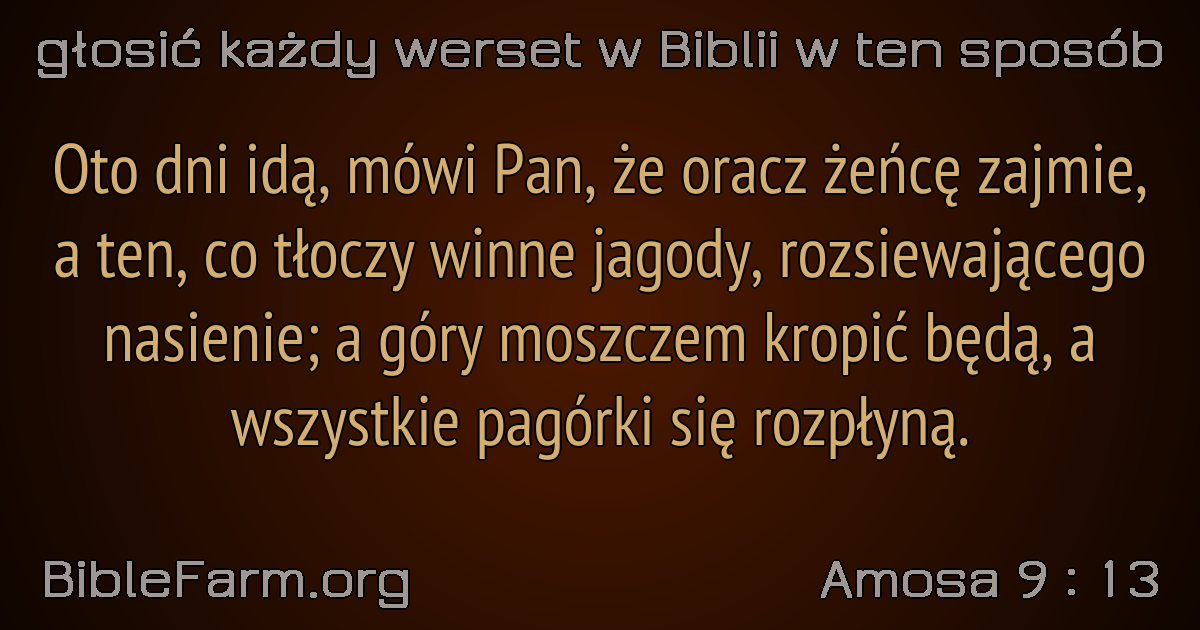 głosić każdy werset w Biblii w ten sposób
Oto dni idą, mówi Pan, że oracz żeńcę zajmie,
a ten, co tłoczy winne jagody, rozsiewającego
nasienie; a góry moszczem kropić będą, a
wszystkie pagórki się rozpłyną.
BibleFarm.org
Amosa 9 : 13